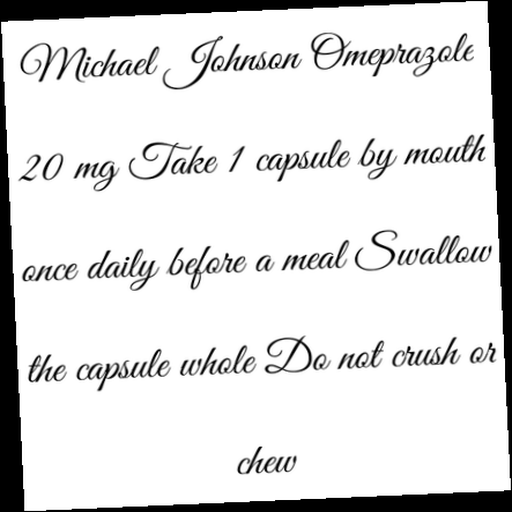 Michael Johnson Omeprazole
20 mg Take 1 capsule by mouth
once daily before a meal Swallow
the capsule whole Do not crush or
chew